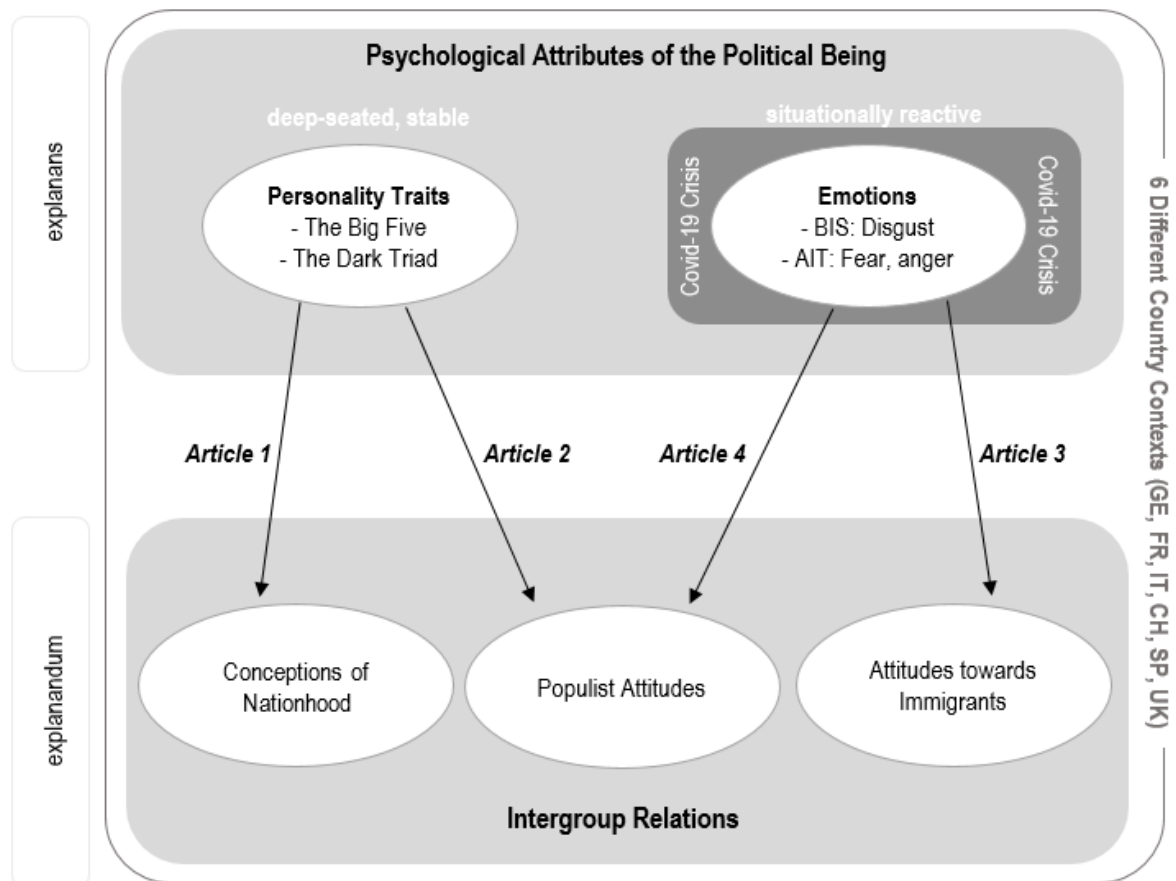 Psychological Attributes of the Political Being
deep-seated, stable
situationally reactive
explanans
Personality Traits
- The Big Five
- The Dark Triad
Covid-19 Crisis
Emotions
- BIS: Disgust
- AIT: Fear, anger
Covid-19 Crisis
6 Different Country Contexts (GE, FR, IT, CH, SP, UK)
Article 1
Article 2
Article 4
Article 3
explanandum
Conceptions of
Nationhood
Populist Attitudes
Attitudes towards
Immigrants
Intergroup Relations